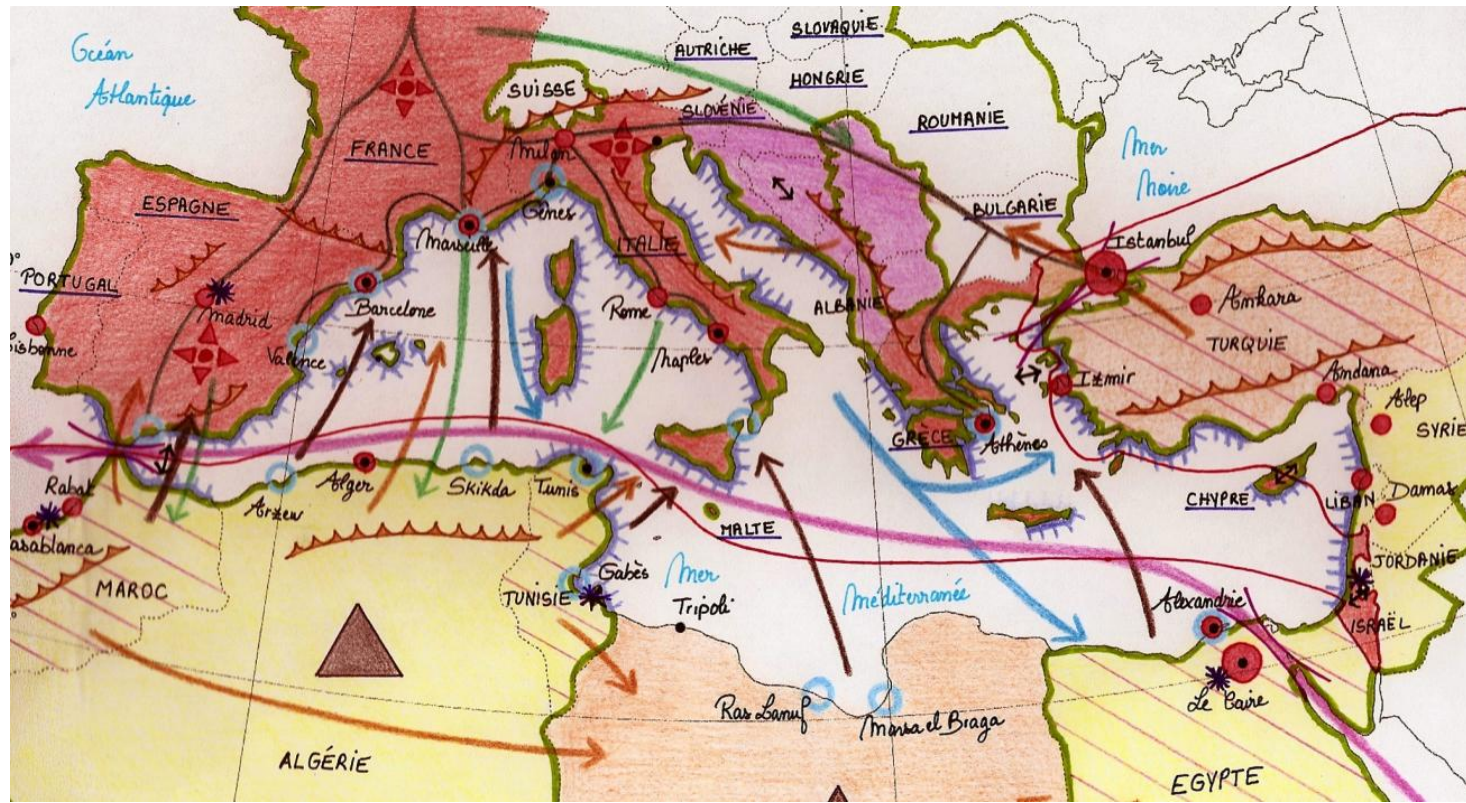 Océan
Atlantique
AUTRICHE
SLOVAQUIE
HONGRIE
SUISSE
SLOVÉNIE
ROUMANIE
FRANCE
Milan
Mer
Noire
ESPAGNE
Gênes
BULGARIE
Marseille
ITALIE
Istanbul
PORTUGAL
Madrid
Barcelone
Rome
ALBANIE
Ankara
isbonne
Valence
Naples
TURQUIE
Izmir
Andana
Alep
SYRIE
GRÈCE
Athènes
Rabat
Arzew
Alger
Skikda
Tunis
CHYPRE
LIBAN
Damas
asablanca
MALTE
JORDANIE
MAROC
Gabès
Mer
Méditerranée
TUNISIE
Tripoli
Alexandrie
ISRAËL
Ras Lanuf
Marsa el Braga
Le Caire
ALGÉRIE
EGYPTE